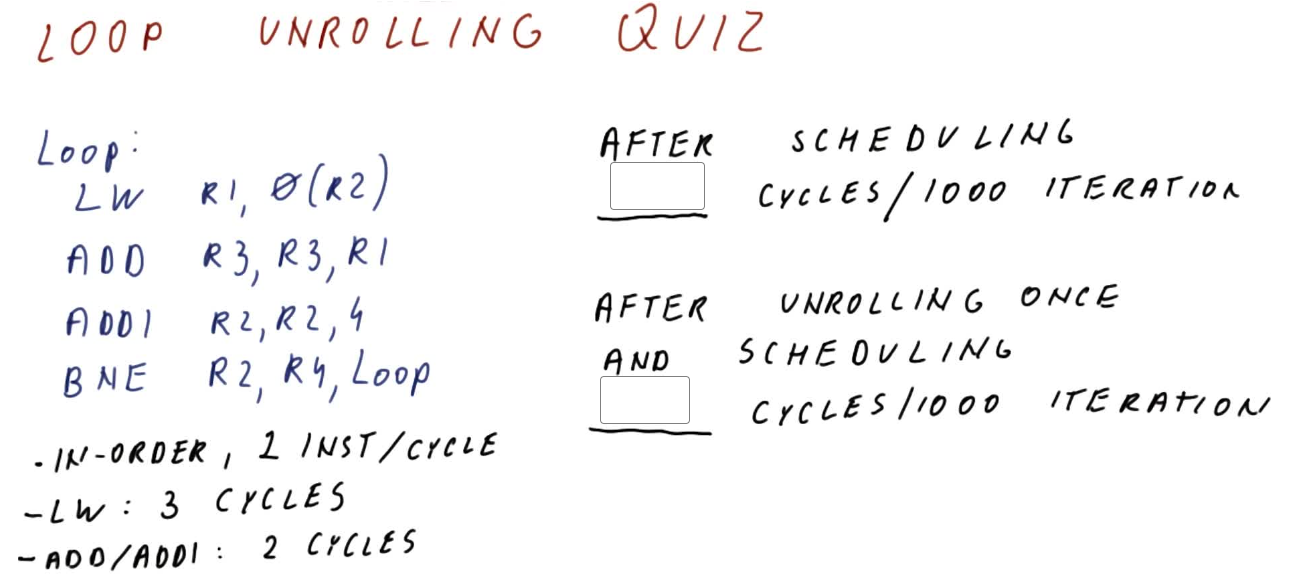 LOOP UNROLLING QUIZ
Loop:
LW R1, 0(R2)
ADD R3, R3, R1
ADDI R2, R2, 4
BNE R2, R4, Loop
- IN-ORDER, 2 INST/CYCLE
- LW: 3 CYCLES
- ADD/ADDI: 2 CYCLES
AFTER SCHEDULING
CYCLES/1000 ITERATION
AFTER UNROLLING ONCE
AND SCHEDULING
CYCLES/1000 ITERATION